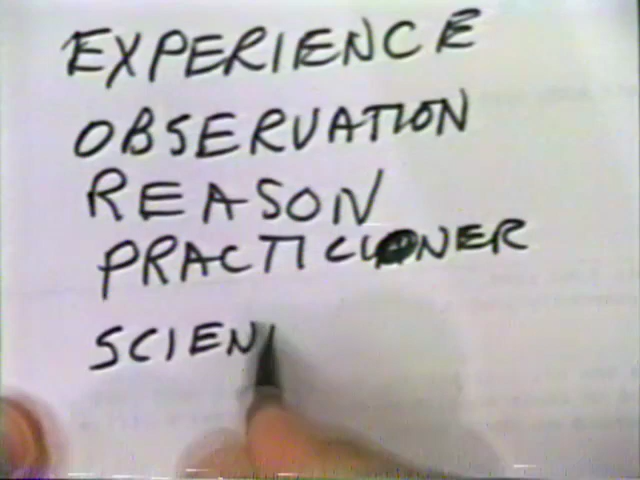 EXPERIENCE
OBSERVATION
REASON
PRACTICIONER
SCIEN